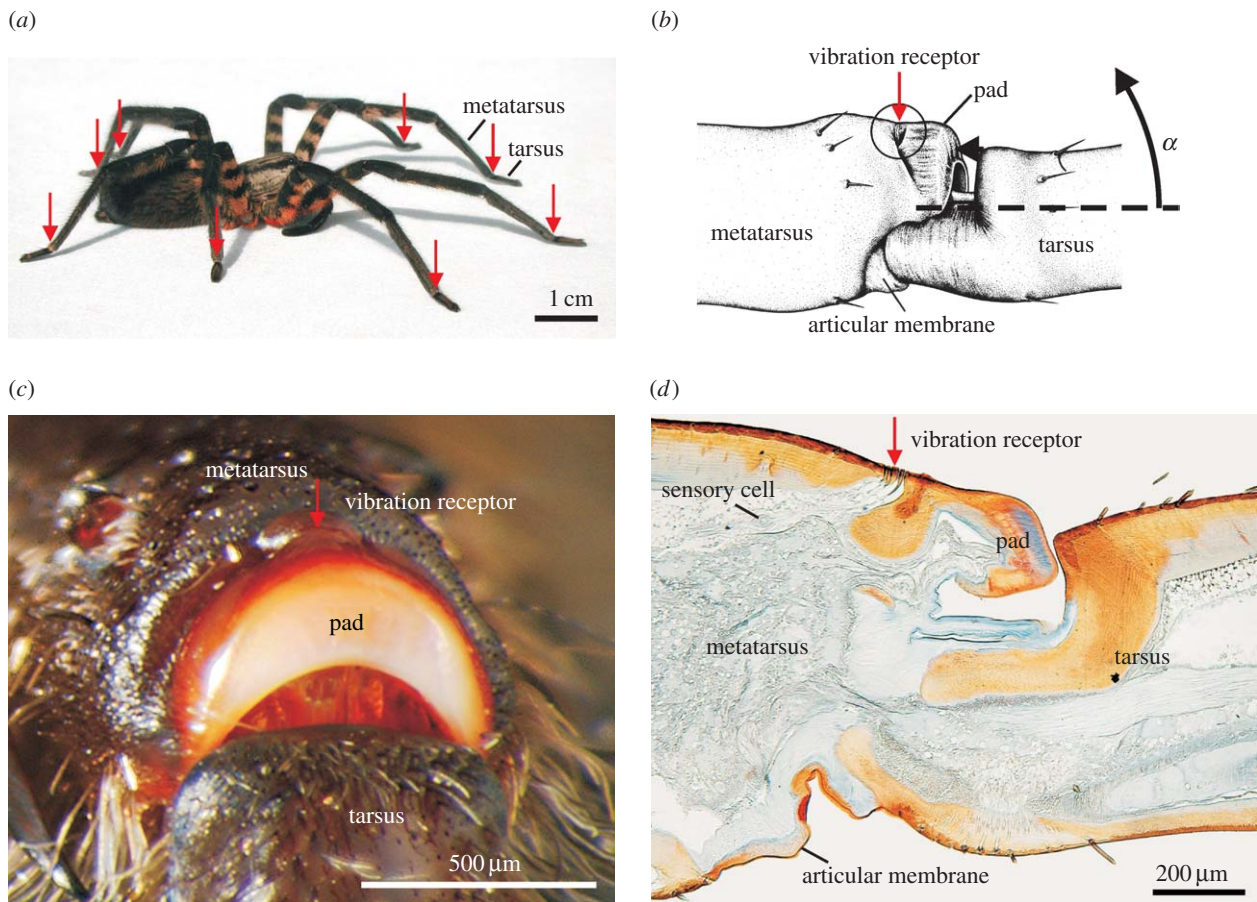 (a)
metatarsus
tarsus
1 cm
(b)
vibration receptor
pad
α
metatarsus
tarsus
articular membrane
(c)
metatarsus
vibration receptor
pad
tarsus
500 µm
(d)
vibration receptor
sensory cell
pad
metatarsus
tarsus
articular membrane
200 µm